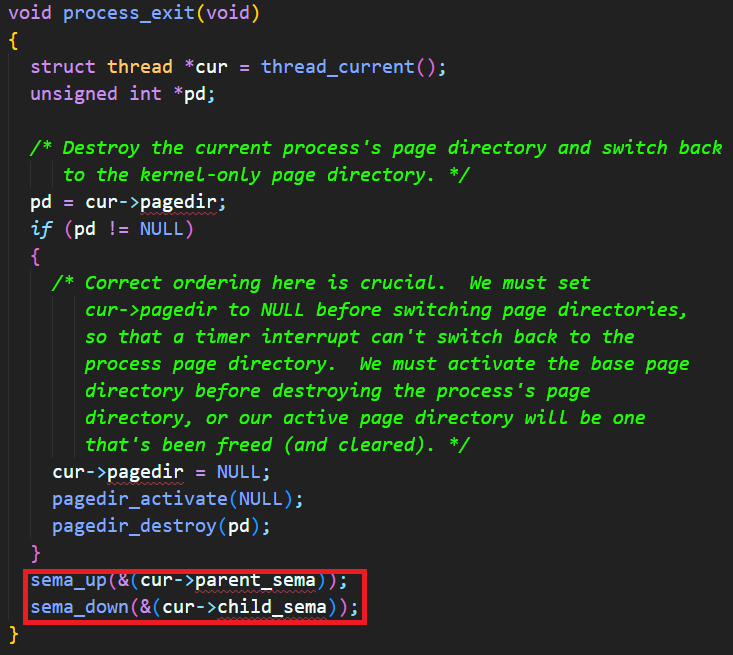 void process_exit(void)
{
struct thread *cur = thread_current();
unsigned int *pd;
/* Destroy the current process's page directory and switch back
to the kernel-only page directory. */
pd = cur->pagedir;
if (pd != NULL)
{
/* Correct ordering here is crucial.  We must set
cur->pagedir to NULL before switching page directories,
so that a timer interrupt can't switch back to the
process page directory.  We must activate the base page
directory before destroying the process's page
directory, or our active page directory will be one
that's been freed (and cleared). */
cur->pagedir = NULL;
pagedir_activate(NULL);
pagedir_destroy(pd);
}
sema_up(&(cur->parent_sema));
sema_down(&(cur->child_sema));
}